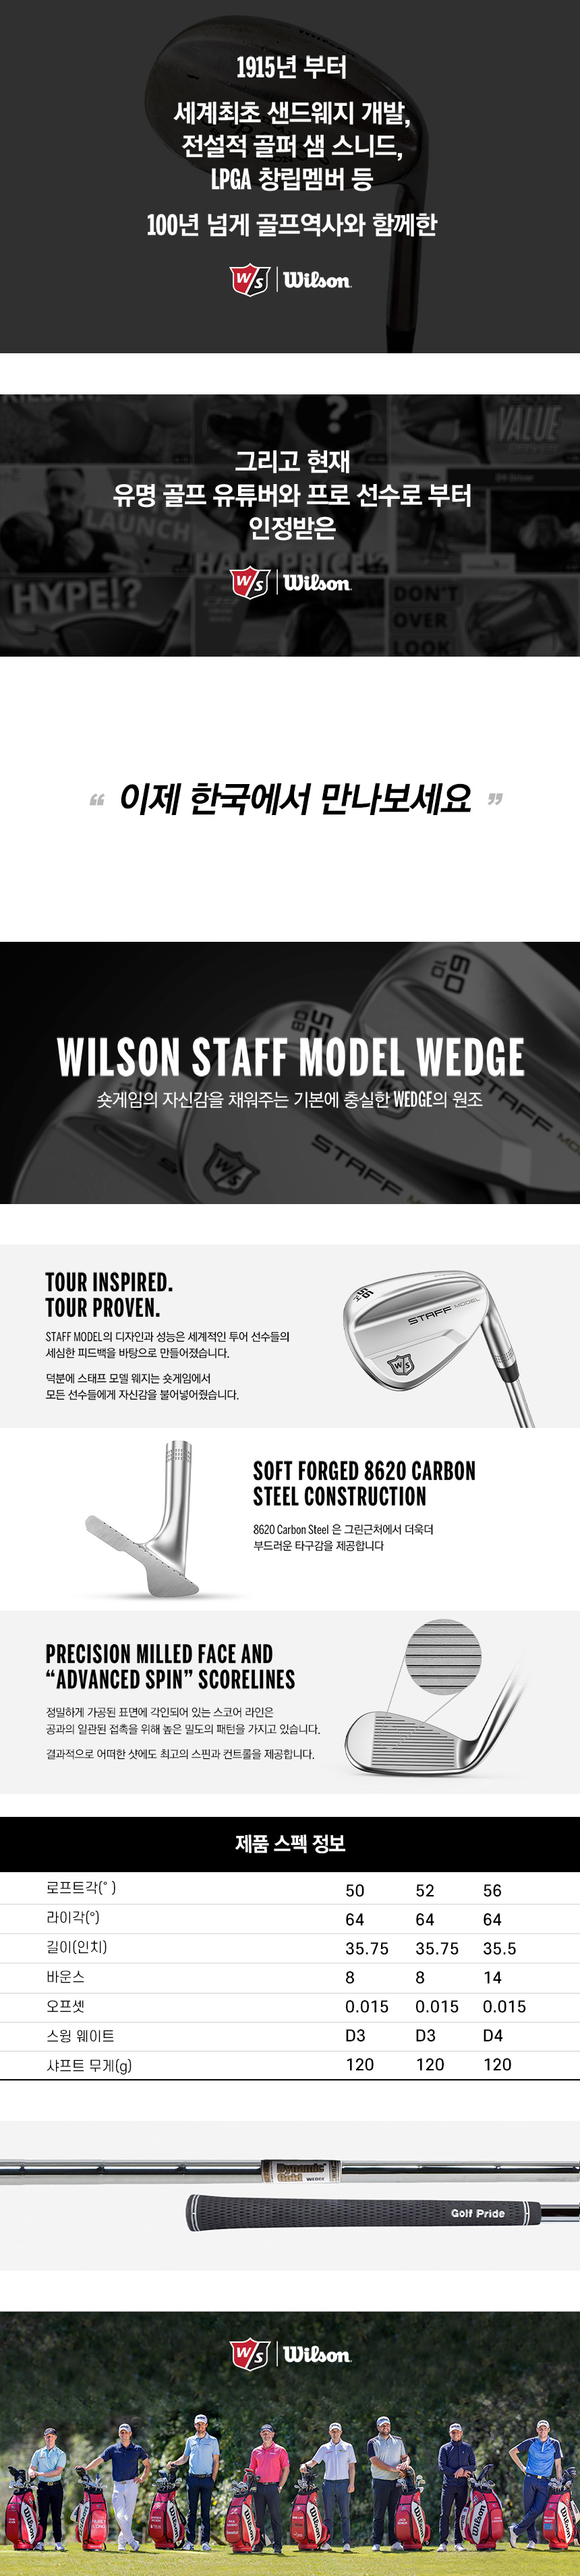 1915년 부터
세계최초 샌드웨지 개발,
전설적 골퍼 샘 스니드,
LPGA 창립멤버 등
100년 넘게 골프역사와 함께한
W/S Wilson
VALUE
그리고 현재
유명 골프 유튜버와 프로 선수로 부터
인정받은
W/S Wilson
DON'T
OVER
LOOK
“ 이제 한국에서 만나보세요 ”
60
10
52
08
WILSON STAFF MODEL WEDGE
숏게임의 자신감을 채워주는 기본에 충실한 WEDGE의 원조
W/S
STAFF
STAFF MO
TOUR INSPIRED.
TOUR PROVEN.
STAFF MODEL의 디자인과 성능은 세계적인 투어 선수들의
세심한 피드백을 바탕으로 만들어졌습니다.
덕분에 스태프 모델 웨지는 숏게임에서
모든 선수들에게 자신감을 불어넣어줬습니다.
STAFF MODEL
W/S
SOFT FORGED 8620 CARBON
STEEL CONSTRUCTION
8620 Carbon Steel 은 그린근처에서 더욱더
부드러운 타구감을 제공합니다
PRECISION MILLED FACE AND
“ADVANCED SPIN” SCORELINES
정밀하게 가공된 표면에 각인되어 있는 스코어 라인은
공과의 일관된 접촉을 위해 높은 밀도의 패턴을 가지고 있습니다.
결과적으로 어떠한 샷에도 최고의 스핀과 컨트롤을 제공합니다.
제품 스펙 정보
로프트각(°) 50 52 56
라이각(°) 64 64 64
길이(인치) 35.75 35.75 35.5
바운스 8 8 14
오프셋 0.015 0.015 0.015
스윙 웨이트 D3 D3 D4
샤프트 무게(g) 120 120 120
Dynamic
Gold WEDGE
Golf Pride
W/S Wilson
Wilson
Wilson
Wilson
Wilson
Wilson
Wilson
Wilson